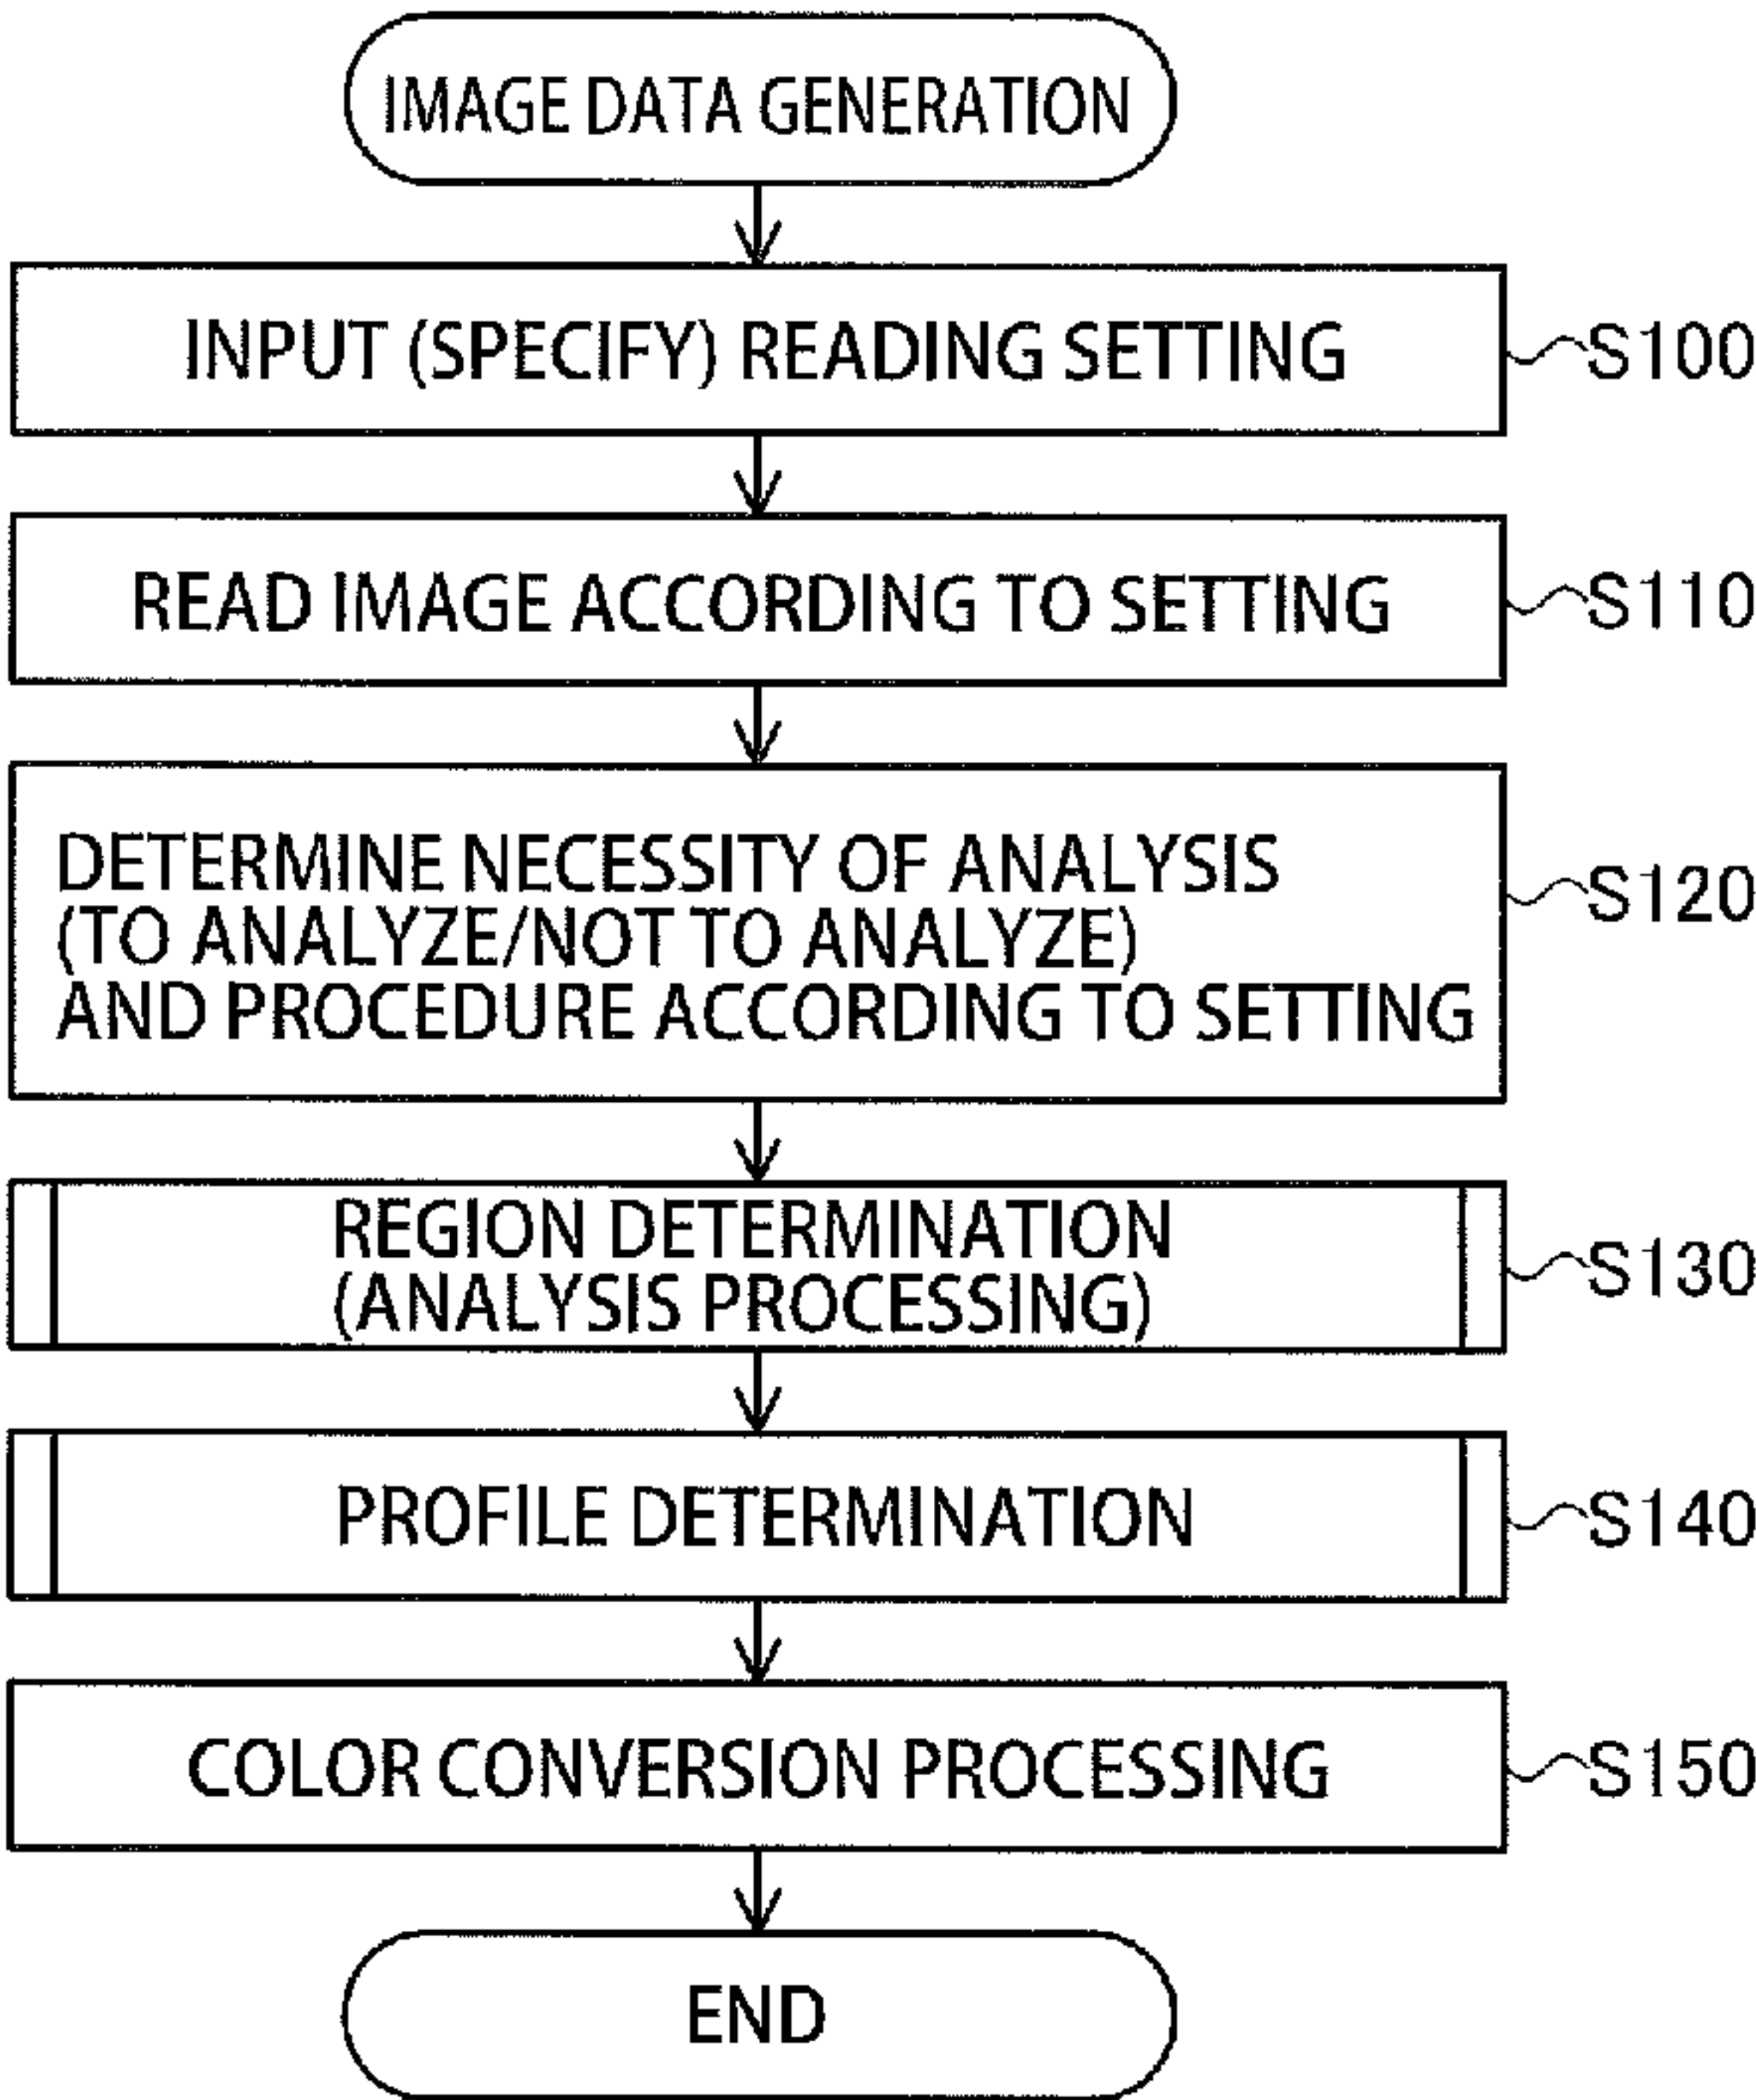 IMAGE DATA GENERATION
INPUT (SPECIFY) READING SETTING
S100
READ IMAGE ACCORDING TO SETTING
S110
DETERMINE NECESSITY OF ANALYSIS
(TO ANALYZE/NOT TO ANALYZE)
AND PROCEDURE ACCORDING TO SETTING
S120
REGION DETERMINATION
(ANALYSIS PROCESSING)
S130
PROFILE DETERMINATION
S140
COLOR CONVERSION PROCESSING
S150
END